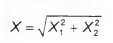 X = √(X₁² + X₂²)